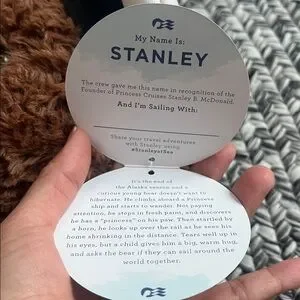 My Name Is:
STANLEY
The crew gave me this name in recognition of the
Founder of Princess Cruises Stanley B. McDonald.
And I'm Sailing With:
Share your travel adventures
with Stanley using
#StanleyatSea
It's the end of
the Alaska season and a
curious young bear doesn't want to
hibernate. He climbs aboard a Princess
ship and starts to wander. Not paying
attention, he steps in fresh paint, and discovers
he has a "princess" on his paw. Then startled by
a horn, he looks up over the rail as he sees his
home shrinking in the distance. Tears well up in
his eyes, but a child gives him a big, warm hug,
and asks the bear if they can sail around the
world together.